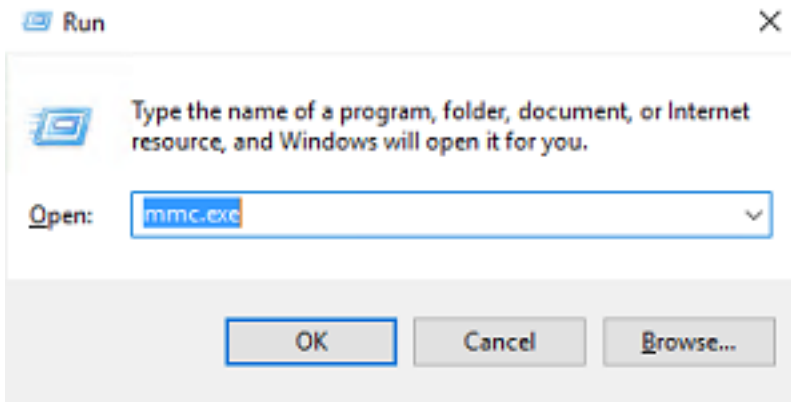 Run
Type the name of a program, folder, document, or Internet
resource, and Windows will open it for you.
Open: mmc.exe
OK Cancel Browse...